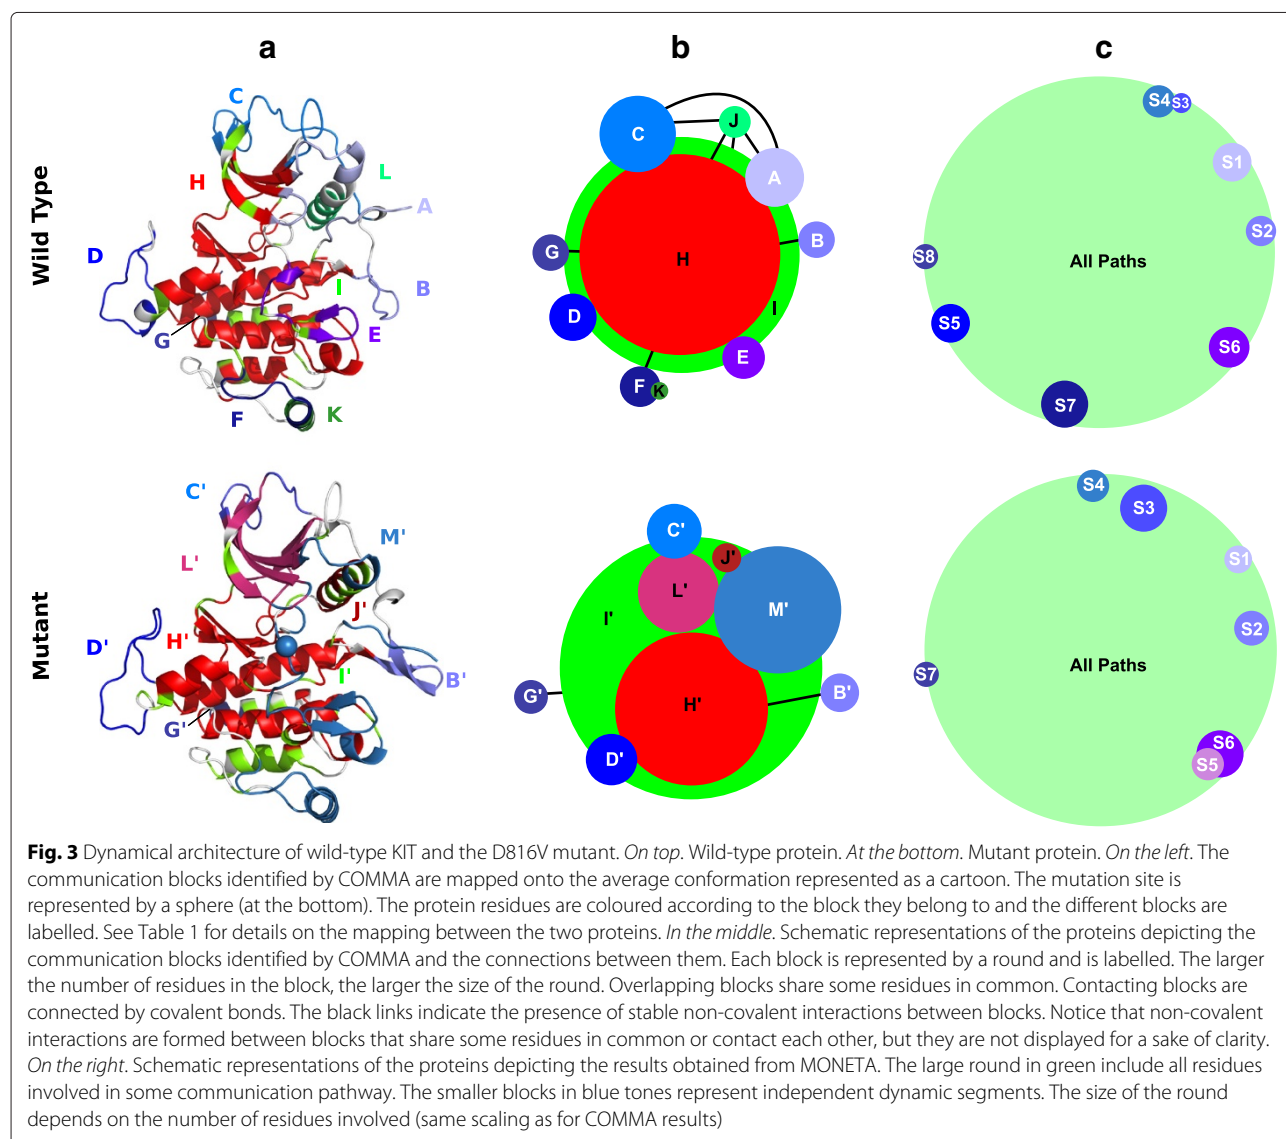 a
b
c
Wild Type
C
H
L
A
D
I
B
G
E
F
K
C
J
A
B
G
H
D
I
E
F
K
S4
S3
S1
S2
S8
All Paths
S5
S6
S7
Mutant
C'
M'
L'
J'
D'
H'
I'
B'
G'
C'
J'
L'
I'
M'
G'
H'
B'
D'
S4
S3
S1
S2
All Paths
S7
S6
S5
Fig. 3 Dynamical architecture of wild-type KIT and the D816V mutant. On top. Wild-type protein. At the bottom. Mutant protein. On the left. The
communication blocks identified by COMMA are mapped onto the average conformation represented as a cartoon. The mutation site is
represented by a sphere (at the bottom). The protein residues are coloured according to the block they belong to and the different blocks are
labelled. See Table 1 for details on the mapping between the two proteins. In the middle. Schematic representations of the proteins depicting the
communication blocks identified by COMMA and the connections between them. Each block is represented by a round and is labelled. The larger
the number of residues in the block, the larger the size of the round. Overlapping blocks share some residues in common. Contacting blocks are
connected by covalent bonds. The black links indicate the presence of stable non-covalent interactions between blocks. Notice that non-covalent
interactions are formed between blocks that share some residues in common or contact each other, but they are not displayed for a sake of clarity.
On the right. Schematic representations of the proteins depicting the results obtained from MONETA. The large round in green include all residues
involved in some communication pathway. The smaller blocks in blue tones represent independent dynamic segments. The size of the round
depends on the number of residues involved (same scaling as for COMMA results)